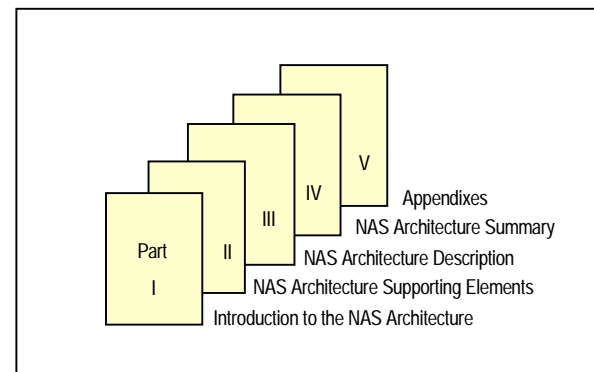 V
IV
III
Part
II
I
Appendixes
NAS Architecture Summary
NAS Architecture Description
NAS Architecture Supporting Elements
Introduction to the NAS Architecture